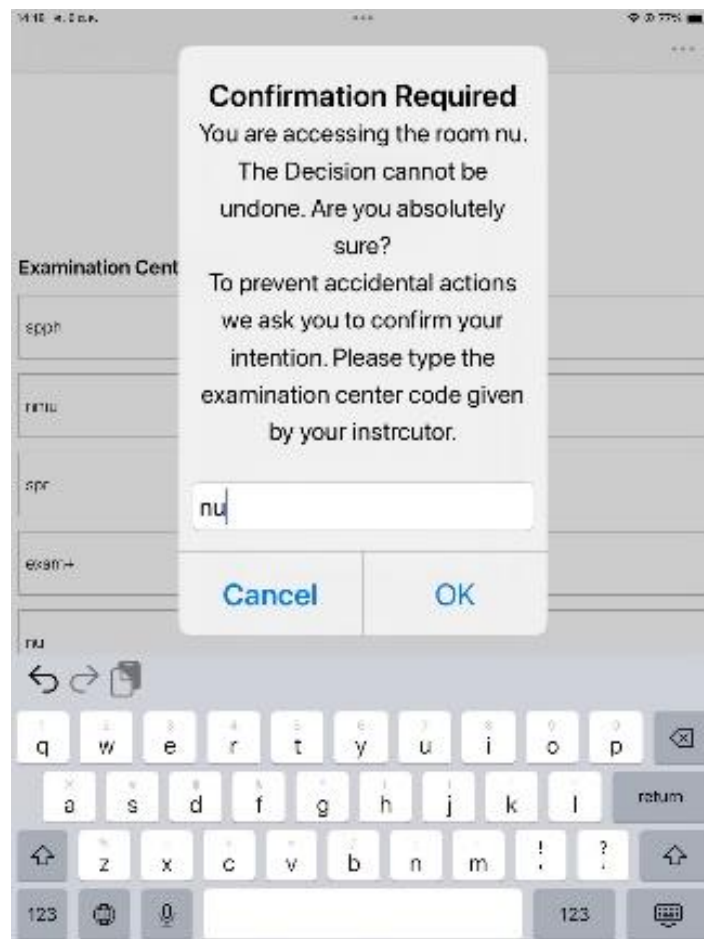 77%
Confirmation Required
You are accessing the room nu.
The Decision cannot be
undone. Are you absolutely
sure?
To prevent accidental actions
we ask you to confirm your
intention. Please type the
examination center code given
by your instrcutor.
nu
Cancel
OK
Examination Cent
spph
nmu
spr
exam+
nu
q w e r t y u i o p
a s d f g h j k l return
z x c v b n m ! ?
123 123